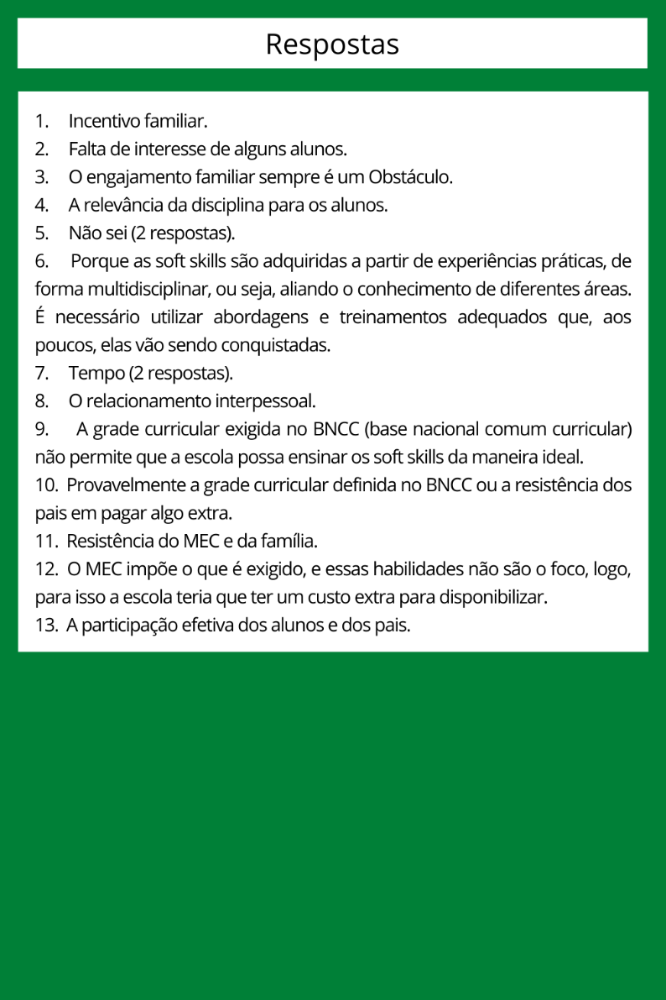 Respostas
1. Incentivo familiar.
2. Falta de interesse de alguns alunos.
3. O engajamento familiar sempre é um Obstáculo.
4. A relevância da disciplina para os alunos.
5. Não sei (2 respostas).
6. Porque as soft skills são adquiridas a partir de experiências práticas, de
forma multidisciplinar, ou seja, aliando o conhecimento de diferentes áreas.
É necessário utilizar abordagens e treinamentos adequados que, aos
poucos, elas vão sendo conquistadas.
7. Tempo (2 respostas).
8. O relacionamento interpessoal.
9. A grade curricular exigida no BNCC (base nacional comum curricular)
não permite que a escola possa ensinar os soft skills da maneira ideal.
10. Provavelmente a grade curricular definida no BNCC ou a resistência dos
pais em pagar algo extra.
11. Resistência do MEC e da família.
12. O MEC impõe o que é exigido, e essas habilidades não são o foco, logo,
para isso a escola teria que ter um custo extra para disponibilizar.
13. A participação efetiva dos alunos e dos pais.